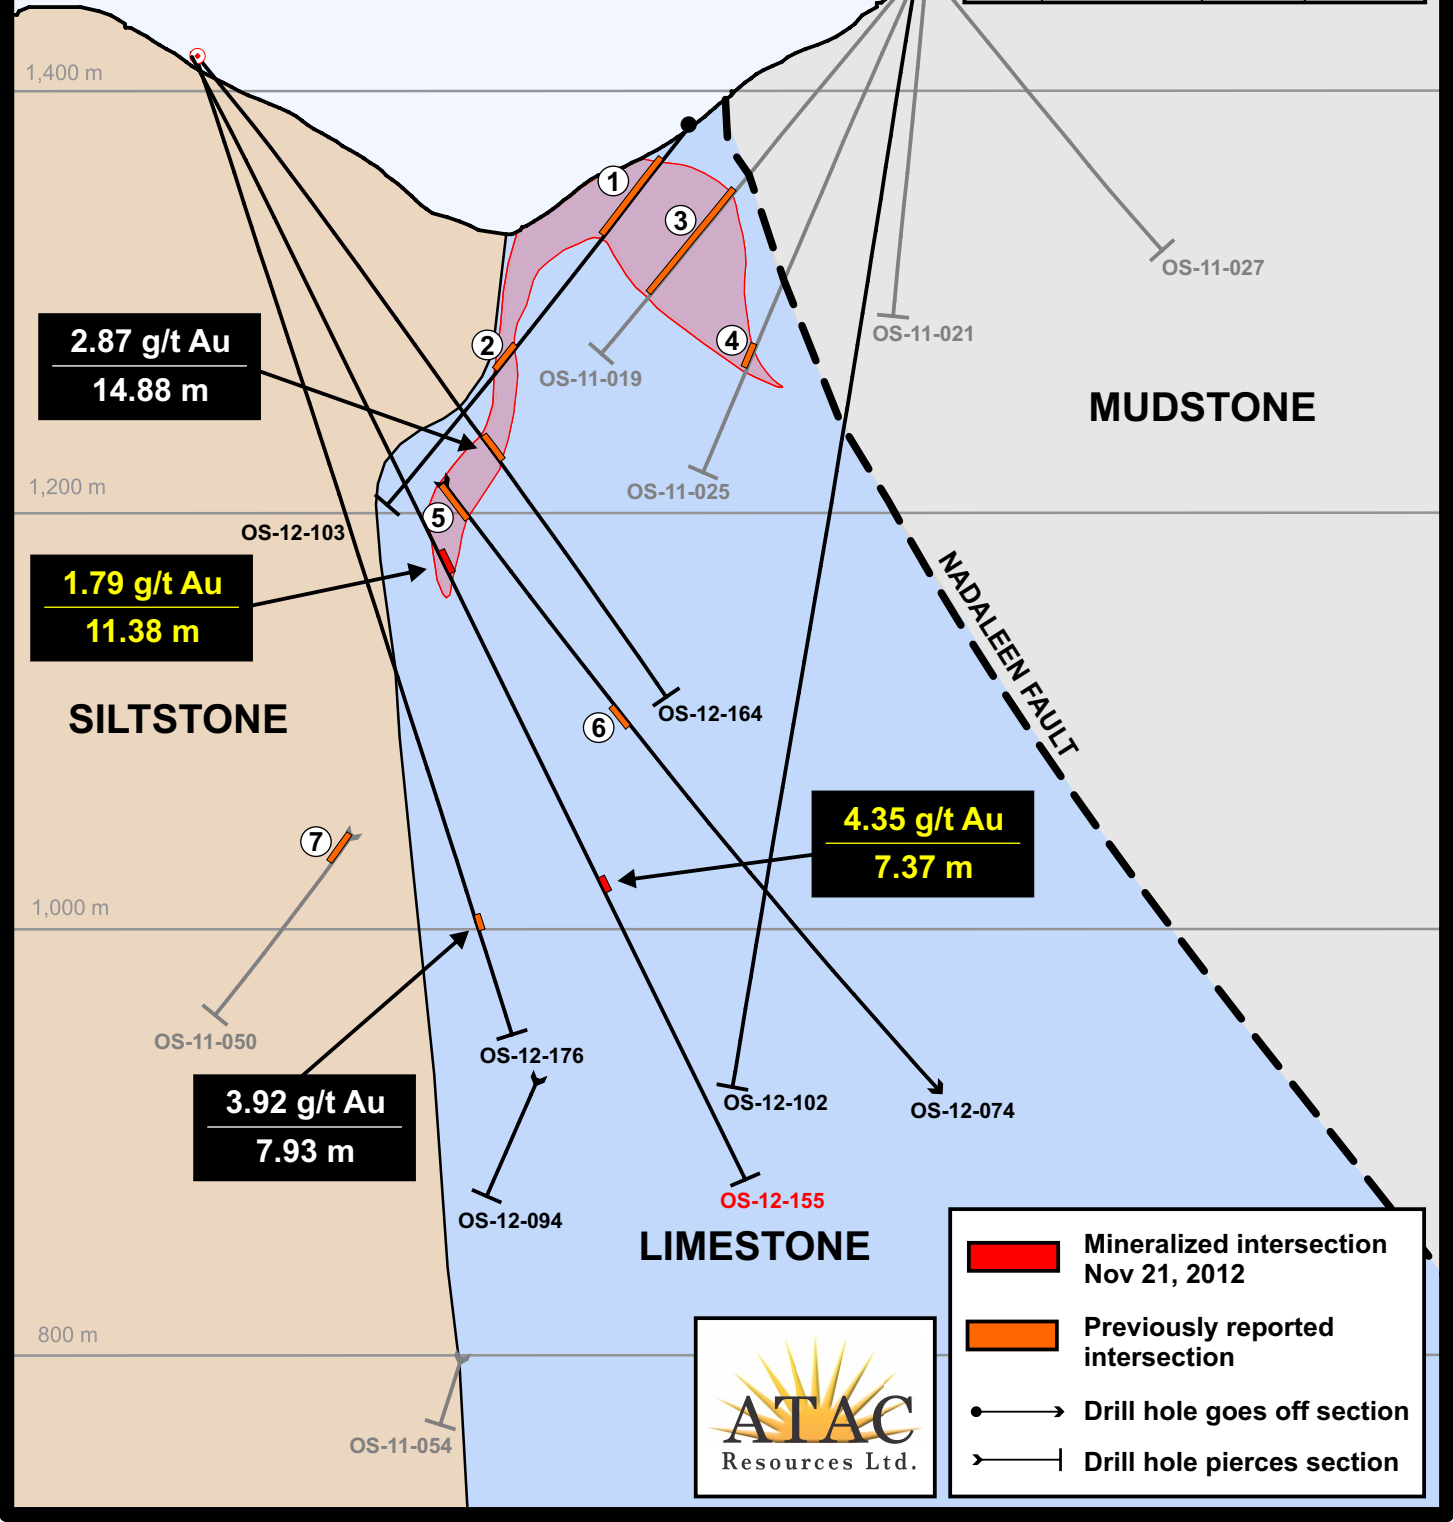 1,400 m
1
3
OS-11-027
OS-11-021
2.87 g/t Au
14.88 m
2
4
OS-11-019
MUDSTONE
1,200 m
OS-11-025
5
OS-12-103
1.79 g/t Au
11.38 m
NADALEEN FAULT
SILTSTONE
OS-12-164
6
4.35 g/t Au
7.37 m
7
1,000 m
OS-11-050
OS-12-176
3.92 g/t Au
7.93 m
OS-12-102
OS-12-074
OS-12-155
OS-12-094
LIMESTONE
Mineralized intersection
Nov 21, 2012
Previously reported
intersection
Drill hole goes off section
Drill hole pierces section
800 m
OS-11-054
ATAC
Resources Ltd.